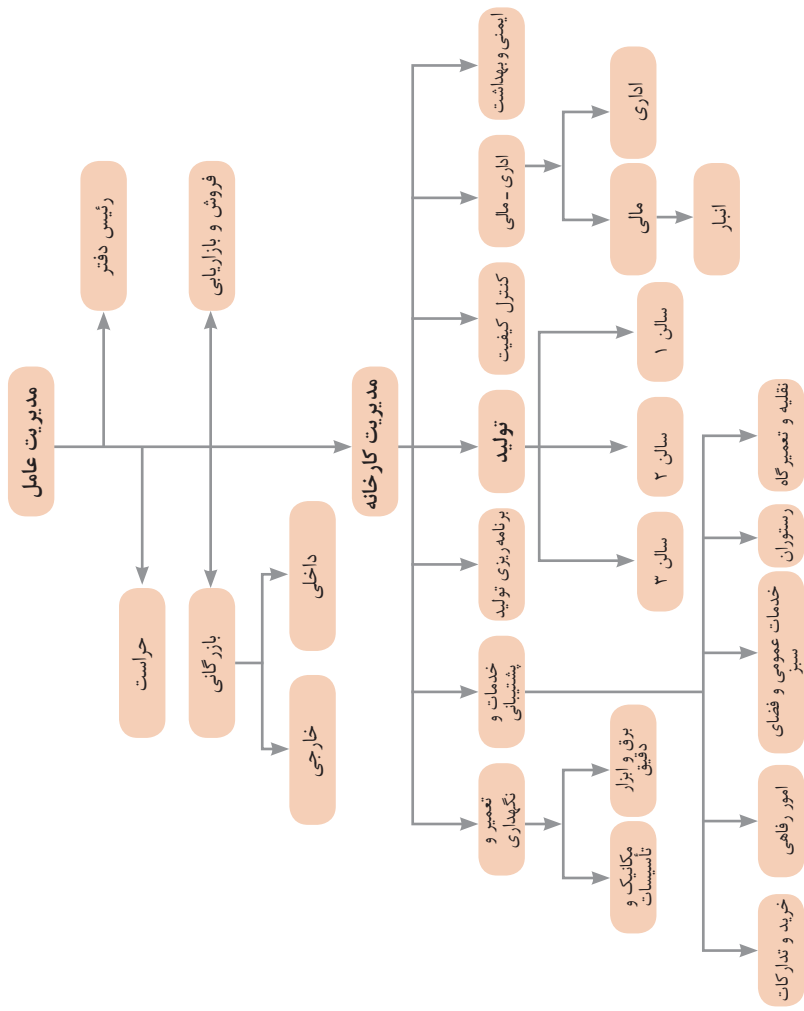 مدیریت عامل
رئیس دفتر
حراست
فروش و بازاریابی
بازرگانی
داخلی
خارجی
مدیریت کارخانه
ایمنی و بهداشت
اداری - مالی
کنترل کیفیت
تولید
برنامه ریزی تولید
خدمات و
پشتیبانی
تعمیر و
نگهداری
اداری
مالی
انبار
سالن ۱
سالن ۲
سالن ۳
برق و ابزار
دقیق
مکانیک و
تأسیسات
نقلیه و تعمیرگاه
رستوران
خدمات عمومی و فضای
سبز
امور رفاهی
خرید و تدارکات